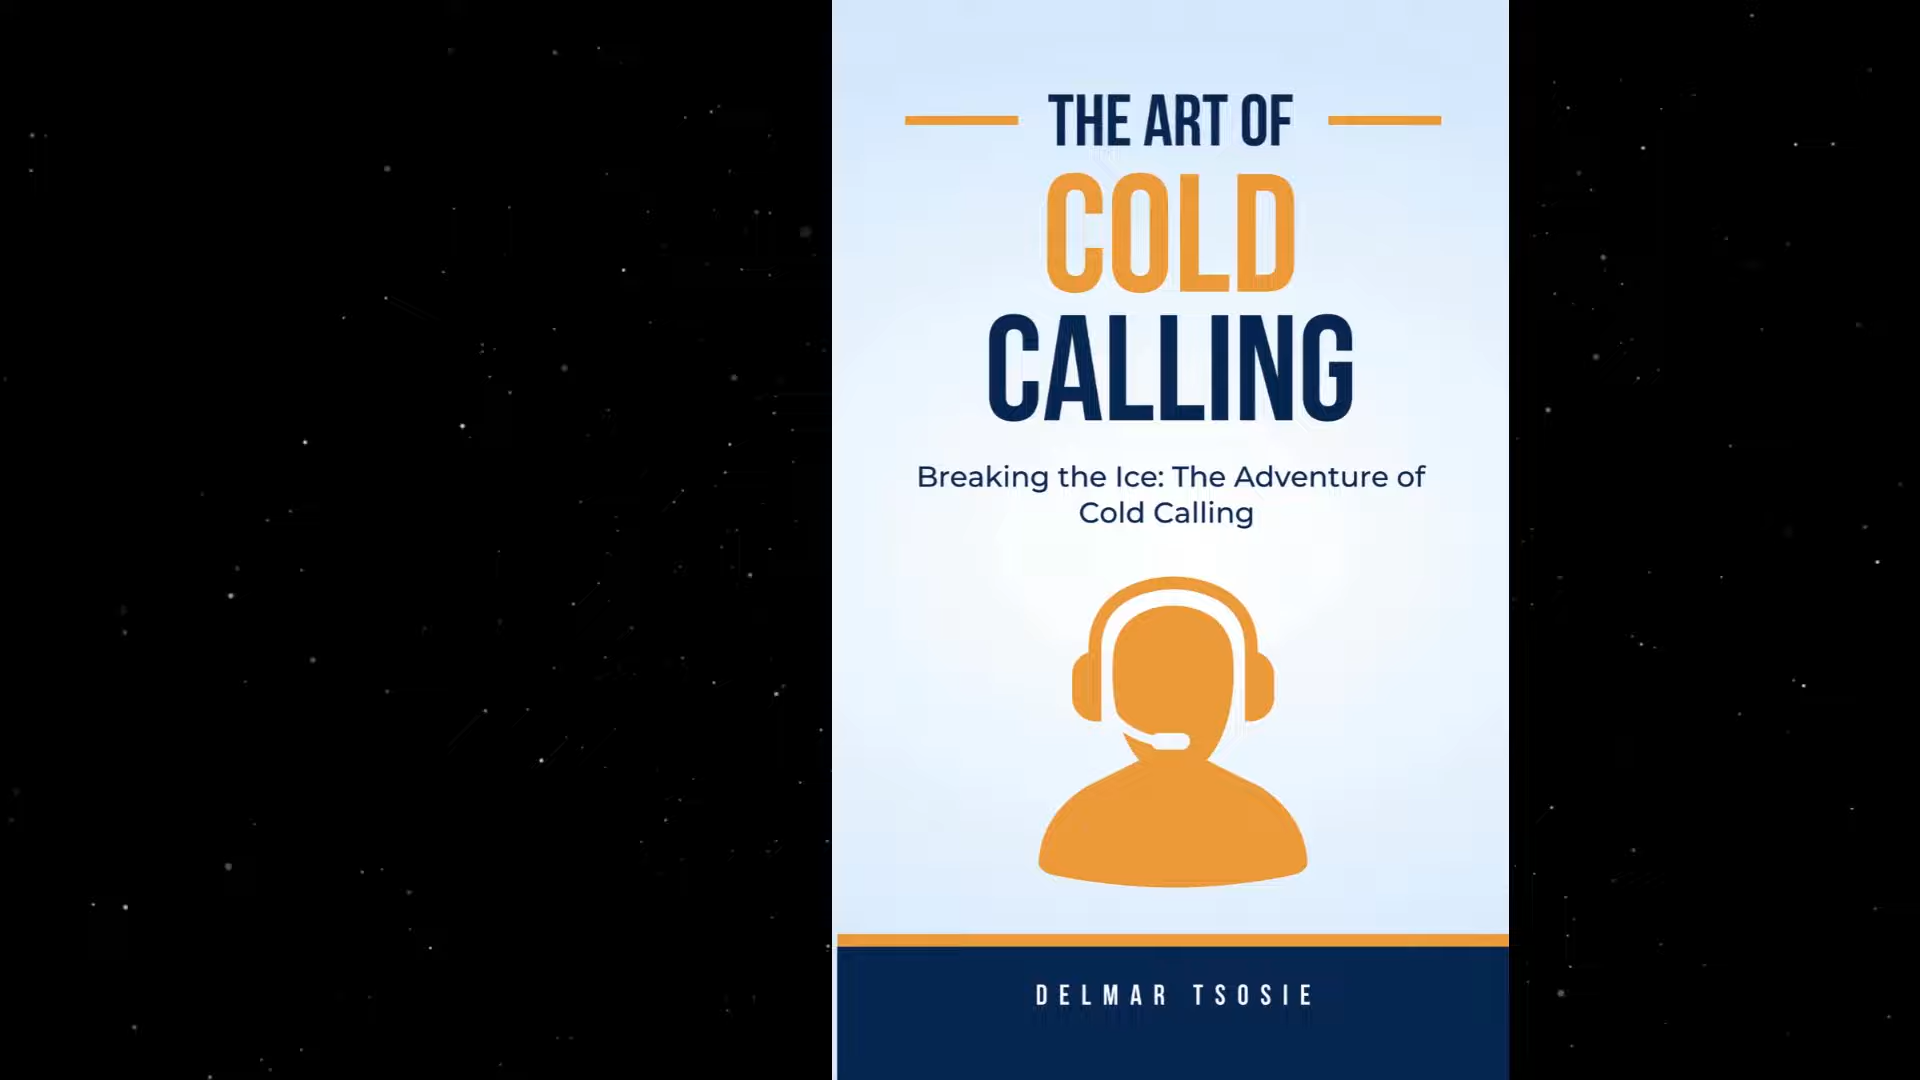 THE ART OF
COLD
CALLING
Breaking the Ice: The Adventure of
Cold Calling
DELMAR TSOSIE